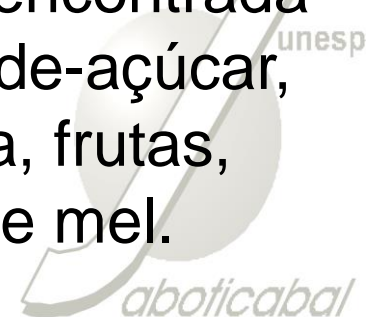 encontrada
unesp
de-açúcar,
a, frutas,
e mel.
aboticabal